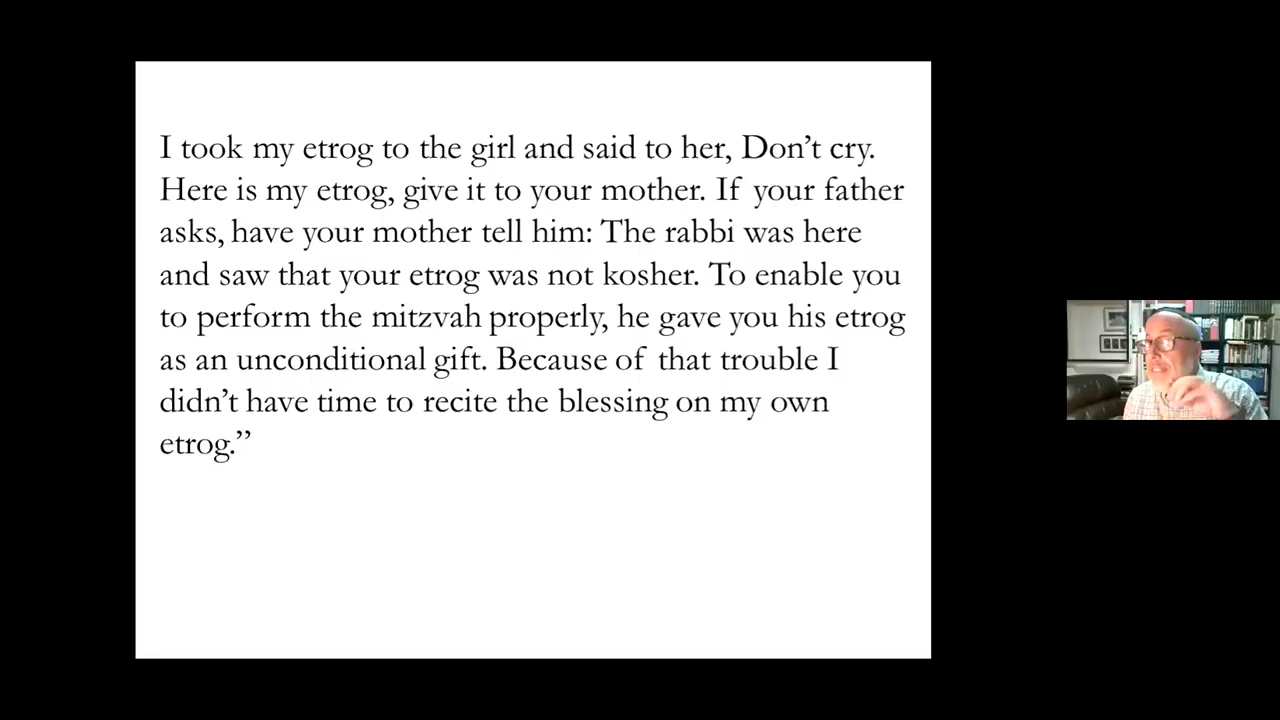 I took my etrog to the girl and said to her, Don’t cry.
Here is my etrog, give it to your mother. If your father
asks, have your mother tell him: The rabbi was here
and saw that your etrog was not kosher. To enable you
to perform the mitzvah properly, he gave you his etrog
as an unconditional gift. Because of that trouble I
didn’t have time to recite the blessing on my own
etrog.”